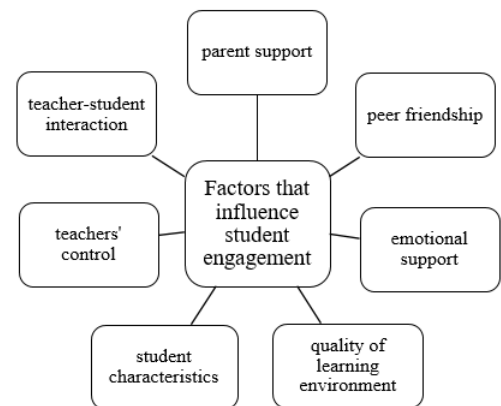 parent support
teacher-student
interaction
peer friendship
Factors that
influence
student
engagement
teachers'
control
emotional
support
student
characteristics
quality of
learning
environment